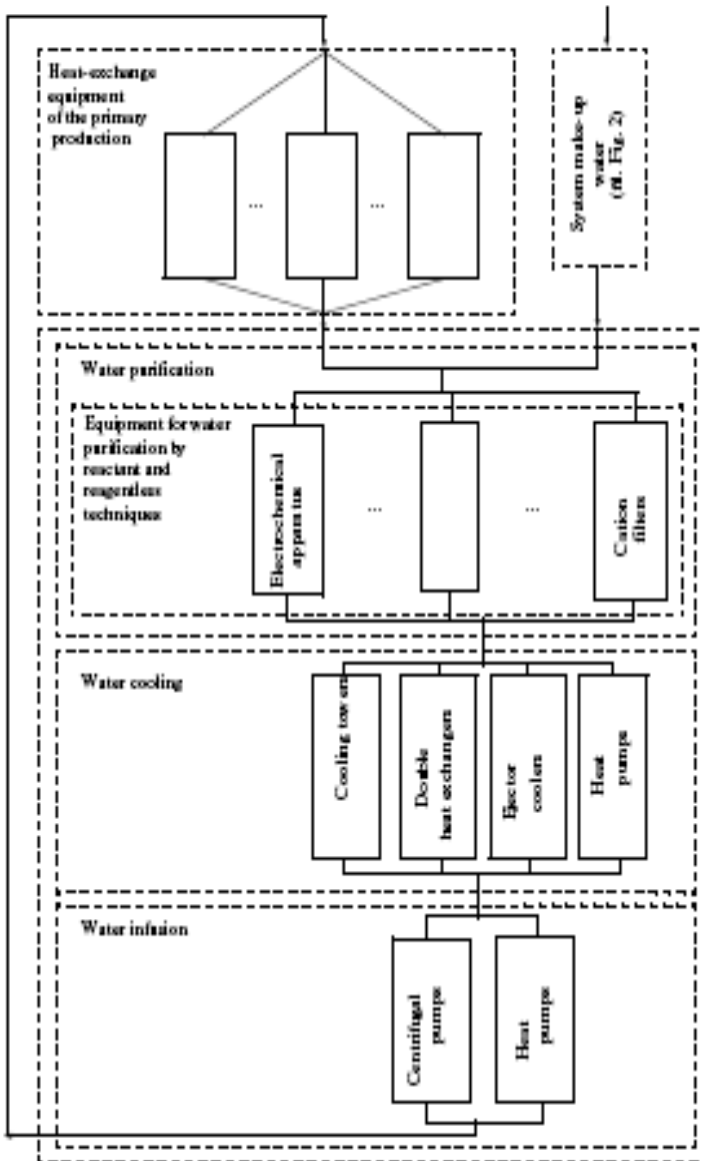 Heat-exchange
equipment
of the primary
production
...
...
System make-up
water
(Fig. 2)
Water purification
Equipment for water
purification by
reactant and
reagentless
techniques
Electrochemical
apparatus
...
...
Cation
filters
Water cooling
Cooling towers
Double
heat exchangers
Ejector
coolers
Heat
pumps
Water infusion
Centrifugal
pumps
Heat
pumps